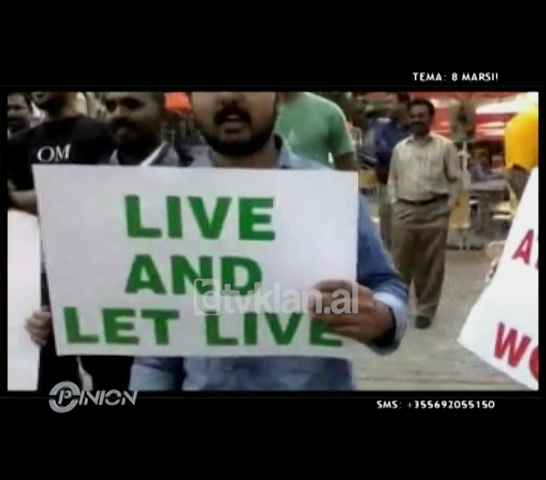 TEMA: 8 MARSI!
OM
LIVE
AND
LET LIVE
@tvklan.al
OPINION
SMS: +355692055150